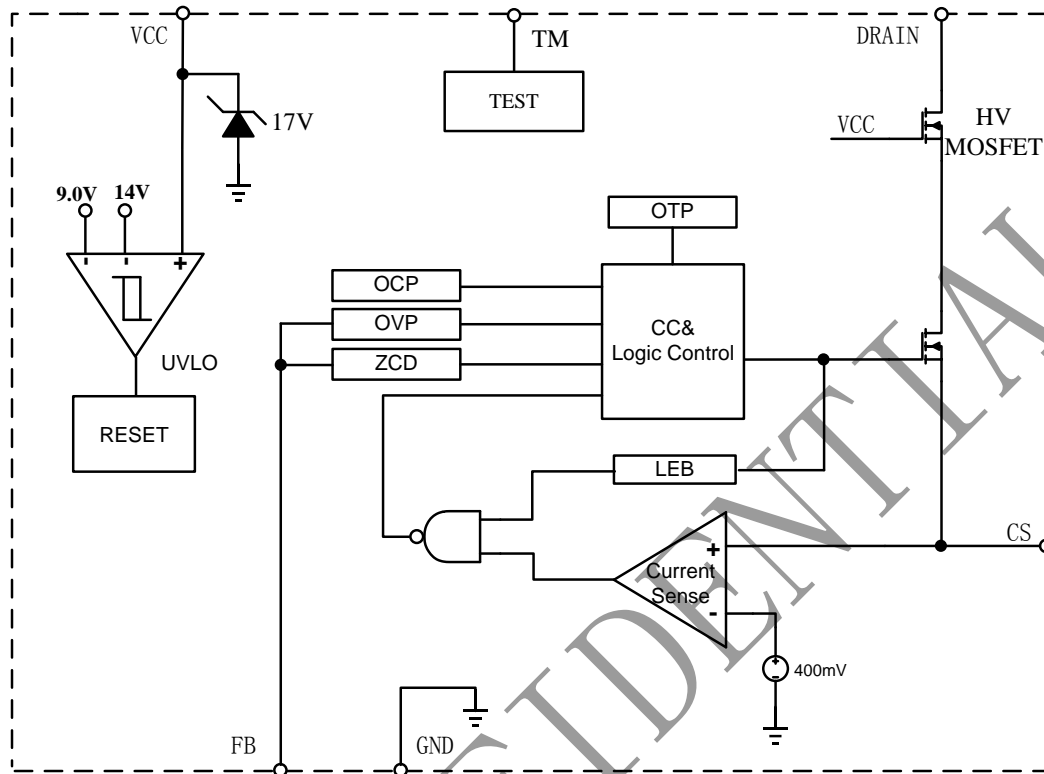 VCC
TM
DRAIN
TEST
17V
VCC
HV
MOSFET
9.0V
14V
OTP
-
-
+
OCP
OVP
ZCD
CC&
Logic Control
UVLO
RESET
LEB
CS
+
Current
Sense
-
+
-
400mV
FB
GND
IDENTIAL